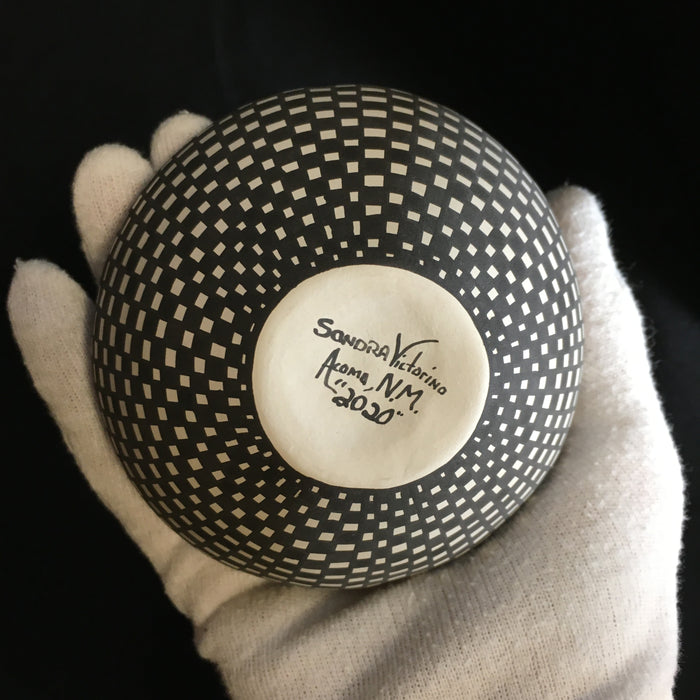 Sandra Victorino
Acoma, N.M.
"2020"